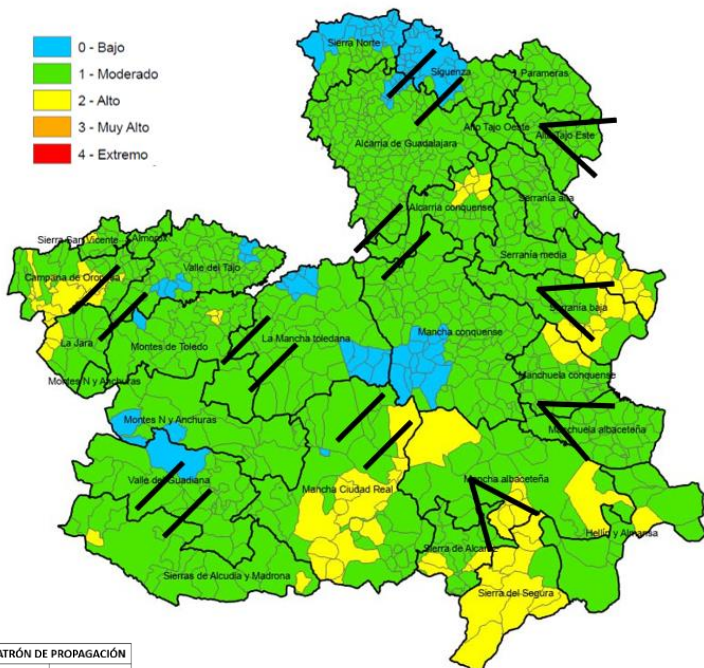 0 - Bajo
1 - Moderado
2 - Alto
3 - Muy Alto
4 - Extremo
Sierra Norte
Siguenza
Parameras
Alto Tajo Oeste
Alto Tajo Este
Alcarria de Guadalajara
Alcarria conquense
Serranía alta
Sierra San Vicente
Almorox
Serranía media
Campana de Oropesa
Valle del Tajo
Serranía baja
La Jara
Montes de Toledo
La Mancha toledana
Mancha conquense
Montes N y Anchuras
Manchuela conquense
Montes N y Anchuras
Manchuela albaceteña
Valle del Guadiana
Mancha Ciudad Real
Mancha albaceteña
Hellín y Almansa
Sierra de Alcaraz
Sierras de Alcudia y Madrona
Sierra del Segura
ATRÓN DE PROPAGACIÓN